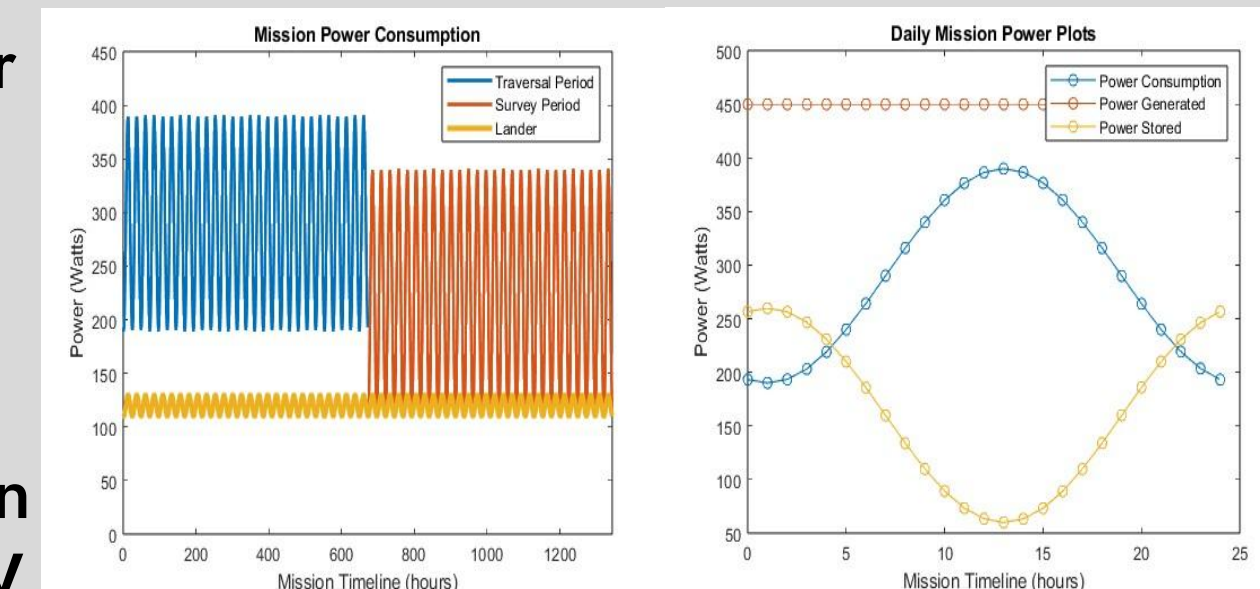 r
n
y
Mission Power Consumption
450
400
350
300
250
200
150
100
50
0
Power (Watts)
Traversal Period
Survey Period
Lander
0 200 400 600 800 1000 1200
Mission Timeline (hours)
Daily Mission Power Plots
500
450
400
350
300
250
200
150
100
50
Power (Watts)
Power Consumption
Power Generated
Power Stored
0 5 10 15 20 25
Mission Timeline (hours)